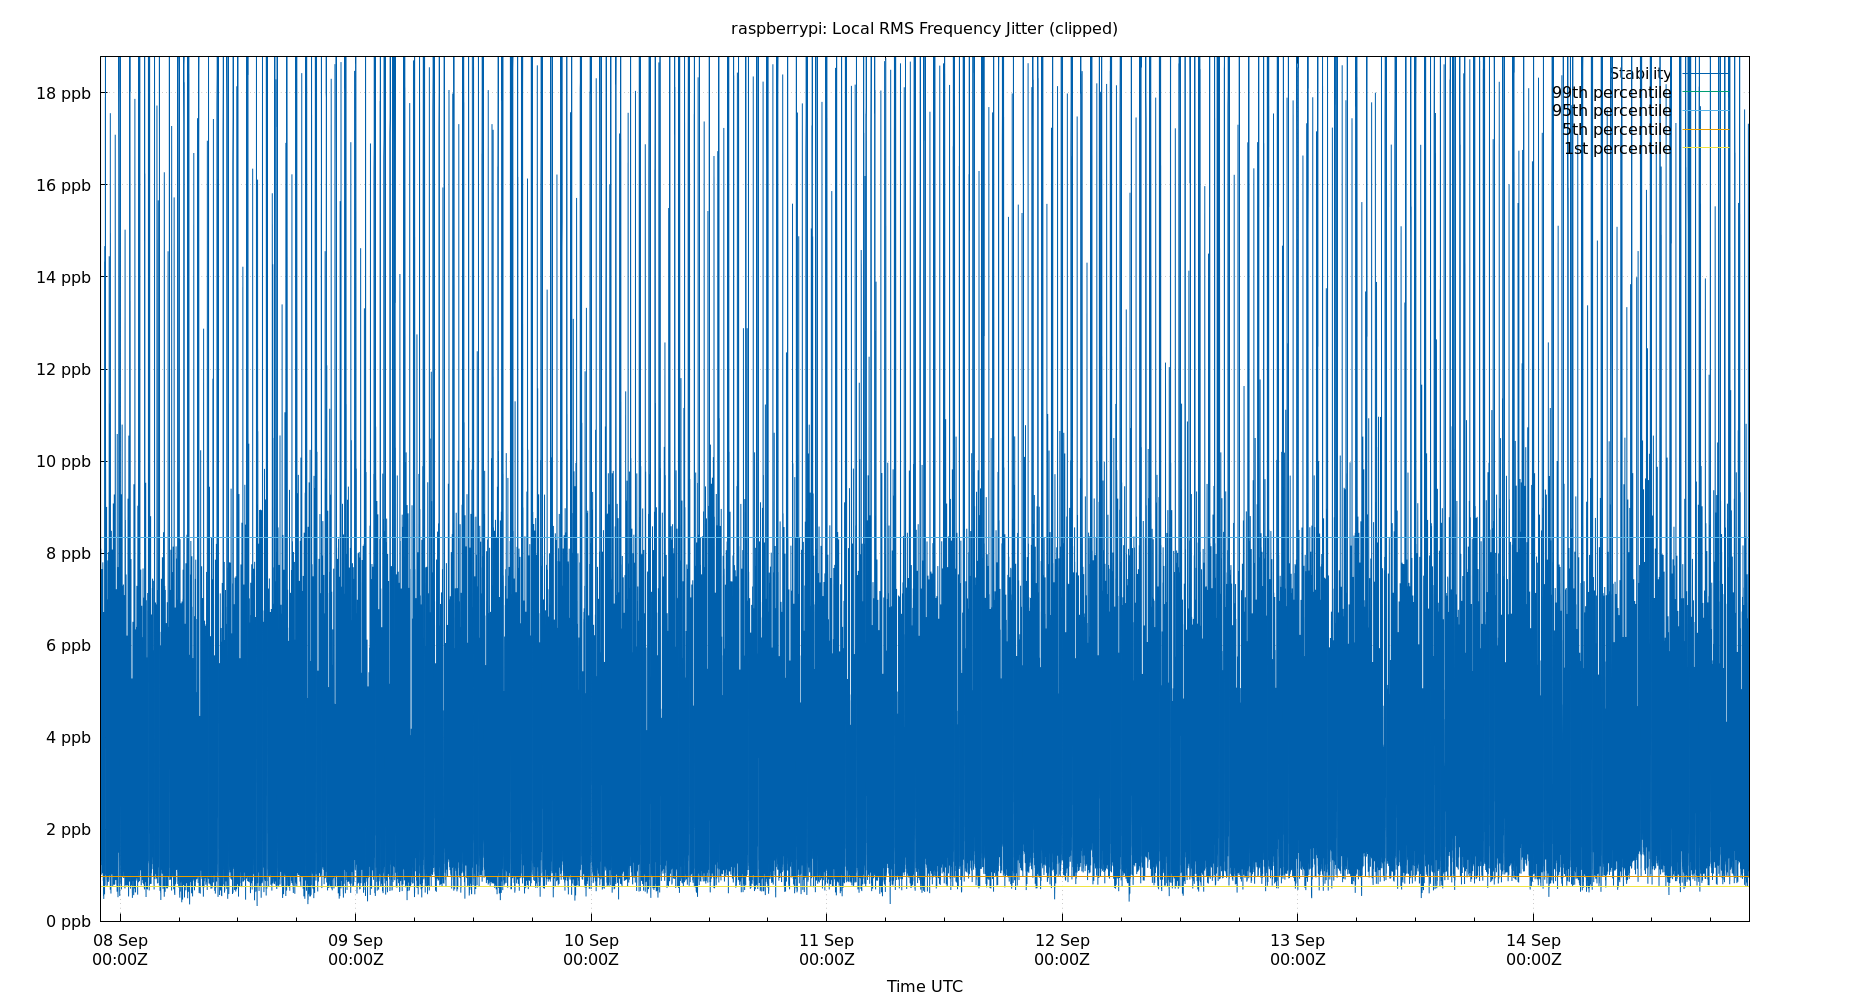 raspberrypi: Local RMS Frequency Jitter (clipped)
Stability
18 ppb
99th percentile
95th percentile
5th percentile
1st percentile
16 ppb
14 ppb
12 ppb
10 ppb
8 ppb
6 ppb
4 ppb
2 ppb
0 ppb
08 Sep 09 Sep 10 Sep 11 Sep 12 Sep 13 Sep 14 Sep
00:00Z 00:00Z 00:00Z 00:00Z 00:00Z 00:00Z 00:00Z
Time UTC